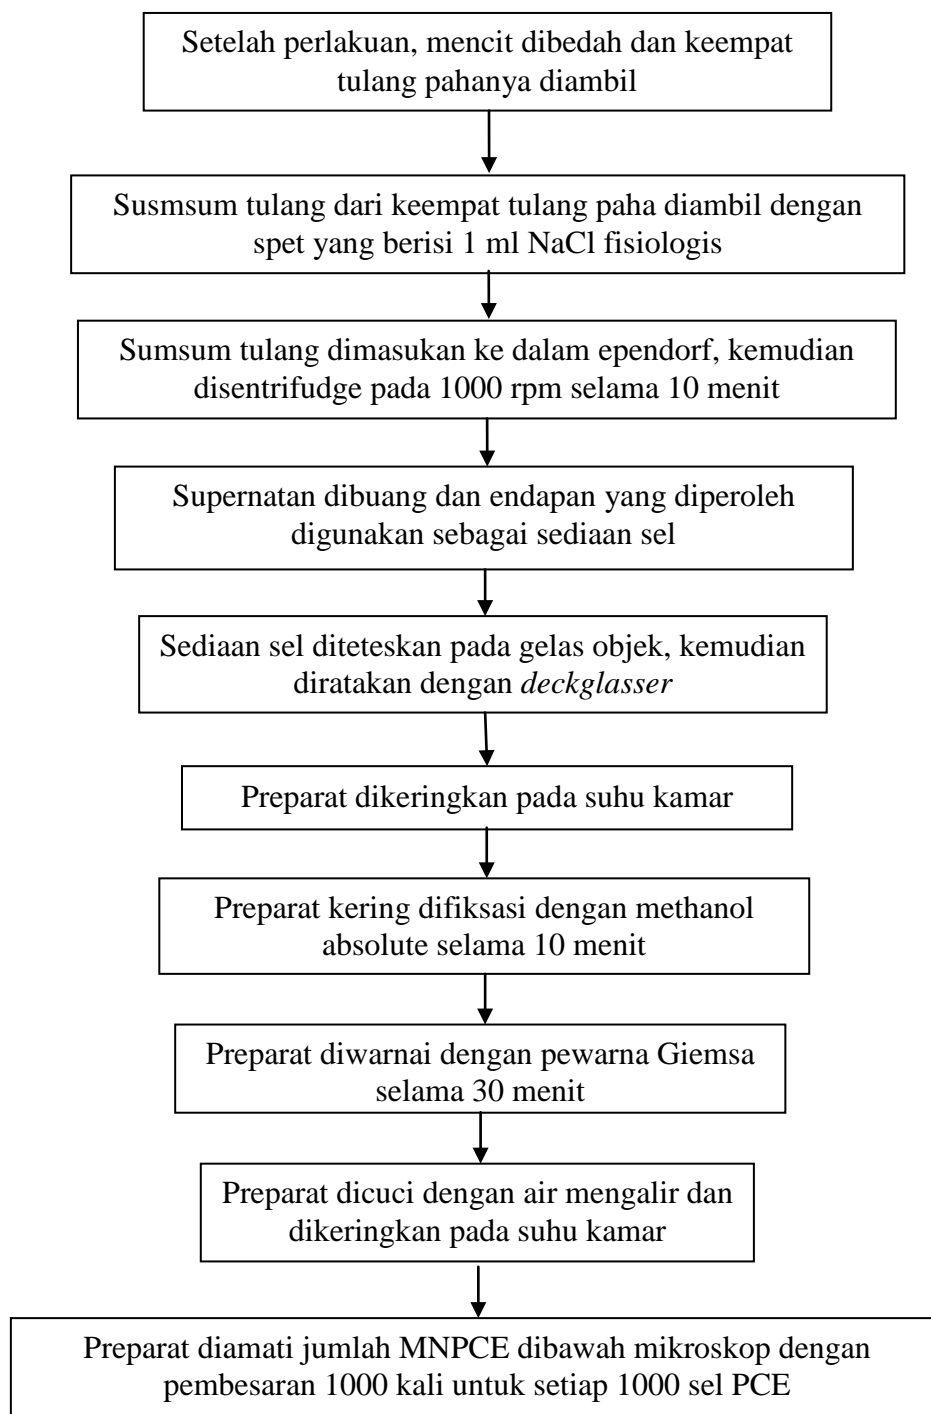 Setelah perlakuan, mencit dibedah dan keempat
tulang pahanya diambil
Susmsum tulang dari keempat tulang paha diambil dengan
spet yang berisi 1 ml NaCl fisiologis
Sumsum tulang dimasukan ke dalam ependorf, kemudian
disentrifudge pada 1000 rpm selama 10 menit
Supernatan dibuang dan endapan yang diperoleh
digunakan sebagai sediaan sel
Sediaan sel diteteskan pada gelas objek, kemudian
diratakan dengan deckglasser
Preparat dikeringkan pada suhu kamar
Preparat kering difiksasi dengan methanol
absolute selama 10 menit
Preparat diwarnai dengan pewarna Giemsa
selama 30 menit
Preparat dicuci dengan air mengalir dan
dikeringkan pada suhu kamar
Preparat diamati jumlah MNPCE dibawah mikroskop dengan
pembesaran 1000 kali untuk setiap 1000 sel PCE